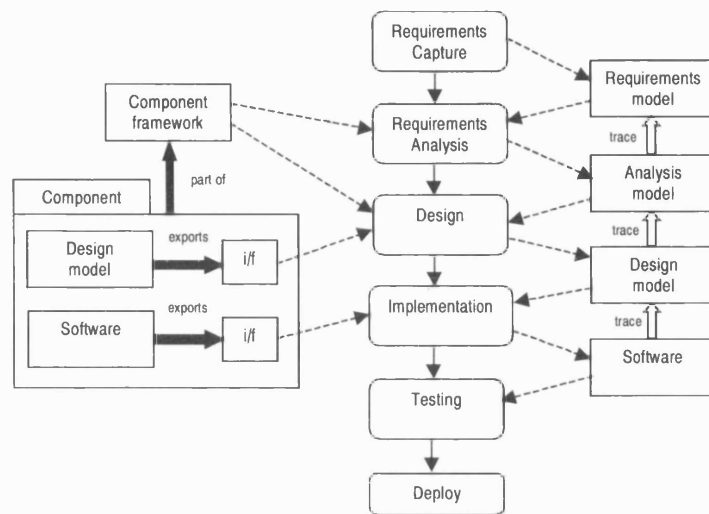 Requirements
Capture
Requirements
model
Component
framework
trace
Requirements
Analysis
Analysis
model
part of
Component
trace
Design
exports
Design
model
i/f
Design
model
exports
Implementation
trace
Software
i/f
Software
Testing
Deploy